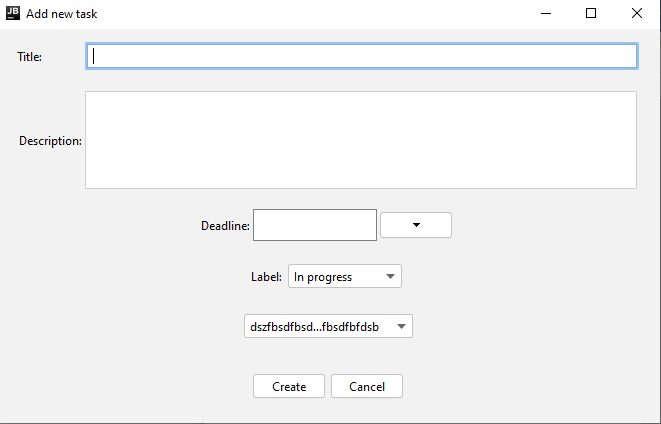 JB Add new task
Title:
Description:
Deadline:
Label: In progress
dszfbsdfbsd...fbsdfbfdsb
Create Cancel